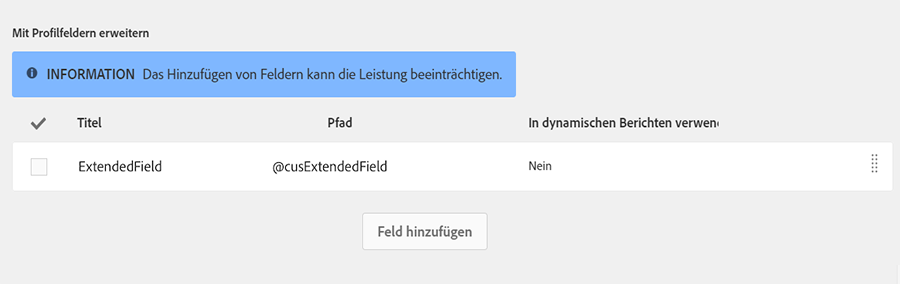 Mit Profilfeldern erweitern
INFORMATION Das Hinzufügen von Feldern kann die Leistung beeinträchtigen.
Titel Pfad In dynamischen Berichten verwen
ExtendedField @cusExtendedField Nein
Feld hinzufügen